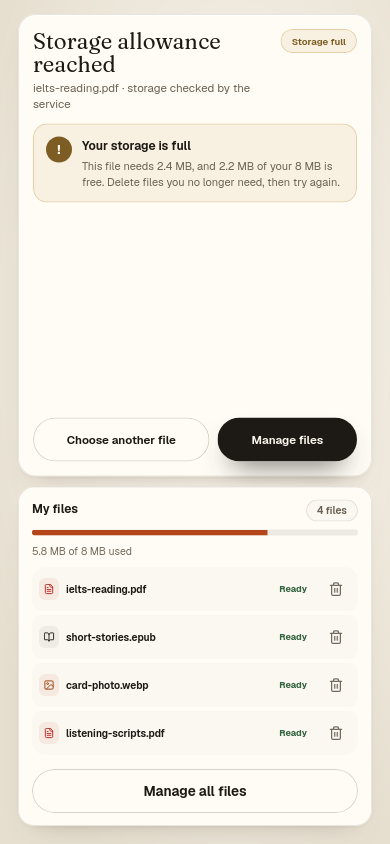 Storage allowance
reached
Storage full
ielts-reading.pdf · storage checked by the
service
!
Your storage is full
This file needs 2.4 MB, and 2.2 MB of your 8 MB is
free. Delete files you no longer need, then try again.
Choose another file
Manage files
My files
4 files
5.8 MB of 8 MB used
ielts-reading.pdf
Ready
short-stories.epub
Ready
card-photo.webp
Ready
listening-scripts.pdf
Ready
Manage all files